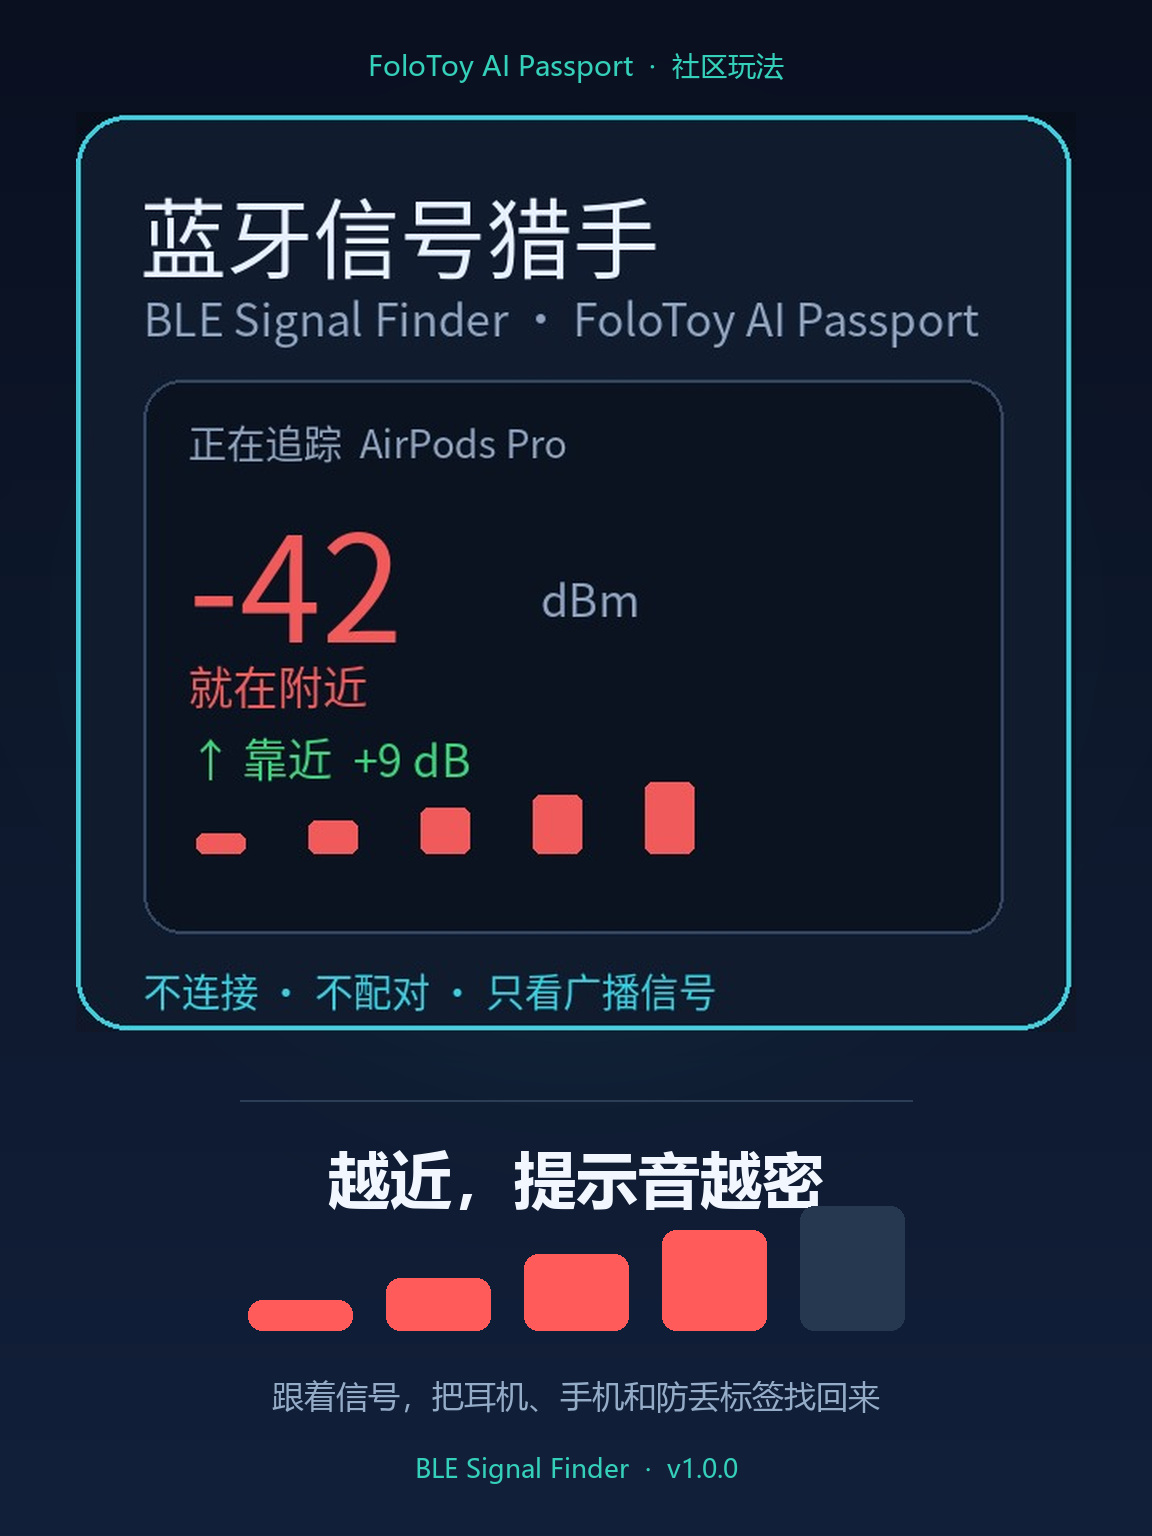 FoloToy AI Passport · 社区玩法
蓝牙信号猎手
BLE Signal Finder · FoloToy AI Passport
正在追踪 AirPods Pro
-42 dBm
就在附近
↑ 靠近 +9 dB
不连接 · 不配对 · 只看广播信号
越近，提示音越密
跟着信号，把耳机、手机和防丢标签找回来
BLE Signal Finder · v1.0.0